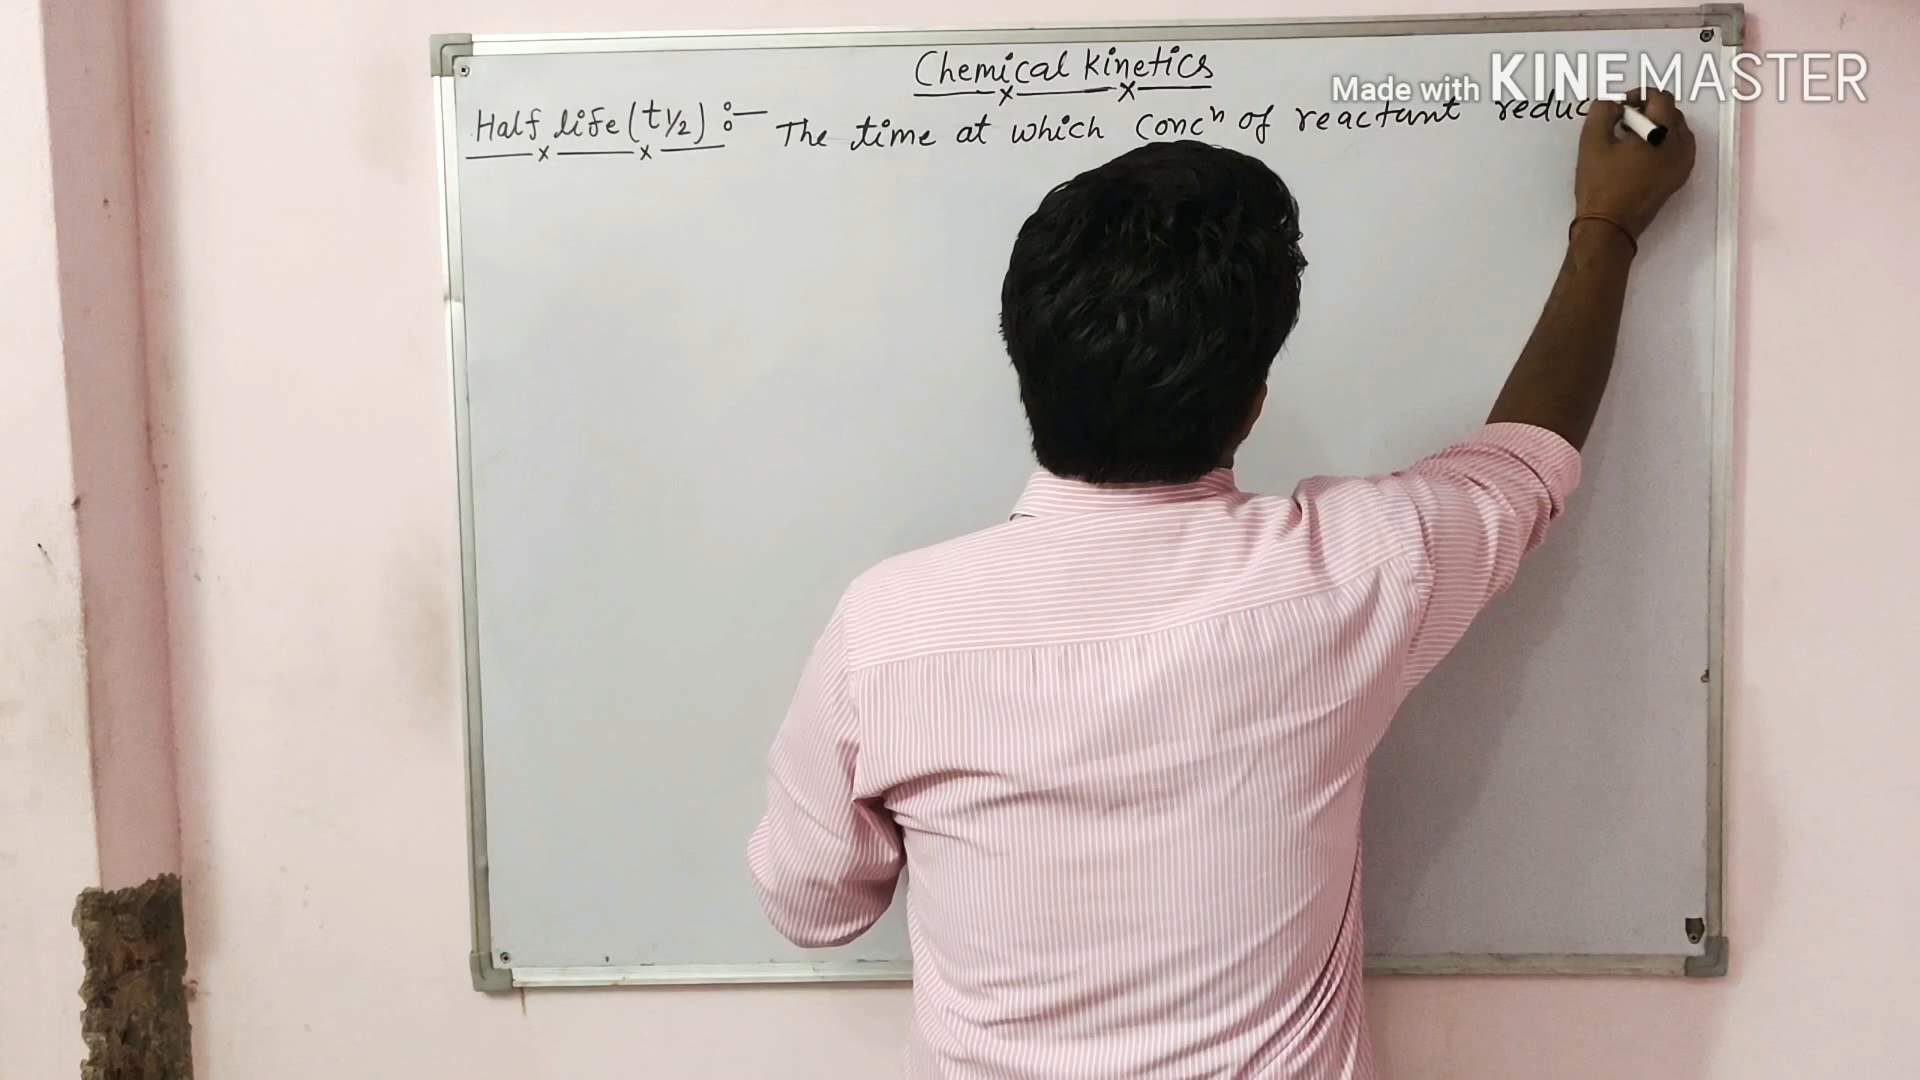 Chemical Kinetics
Made with KINEMASTER
Half life (t½) :- The time at which Concⁿ of reactant reduc